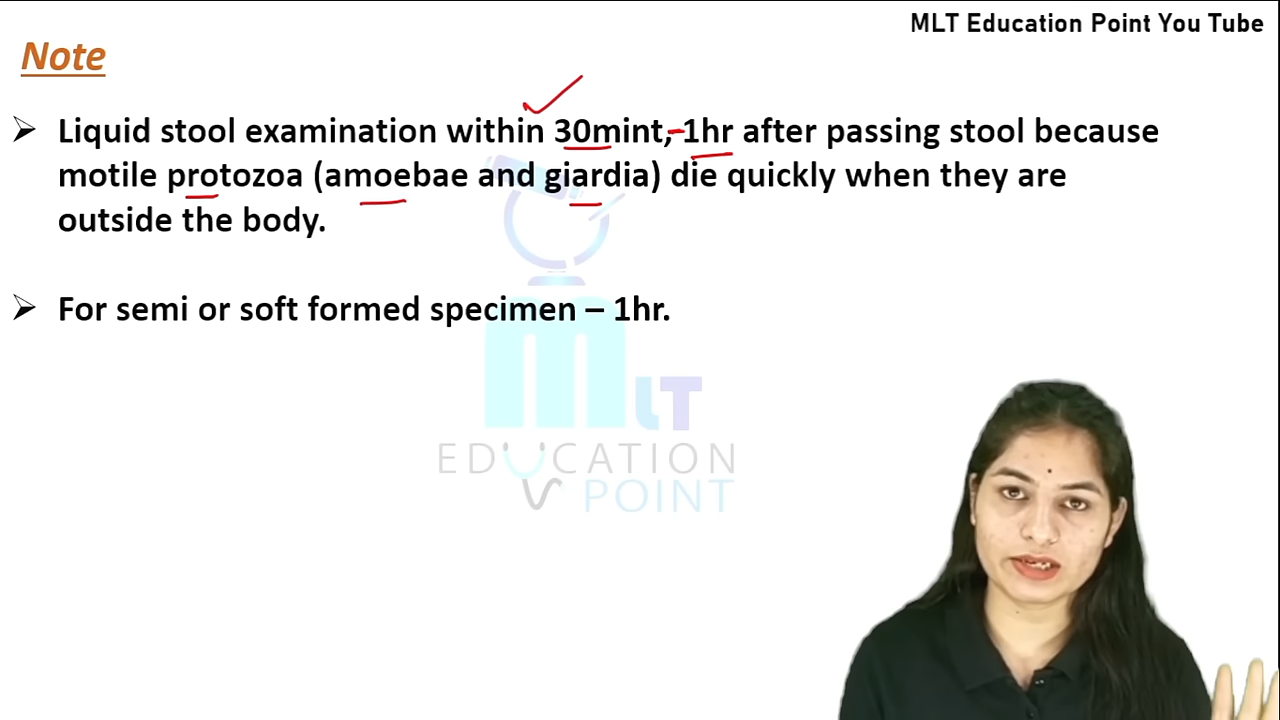 MLT Education Point You Tube
Note
➢ Liquid stool examination within 30mint,-1hr after passing stool because
motile protozoa (amoebae and giardia) die quickly when they are
outside the body.
➢ For semi or soft formed specimen – 1hr.
MLT
EDUCATION
POINT